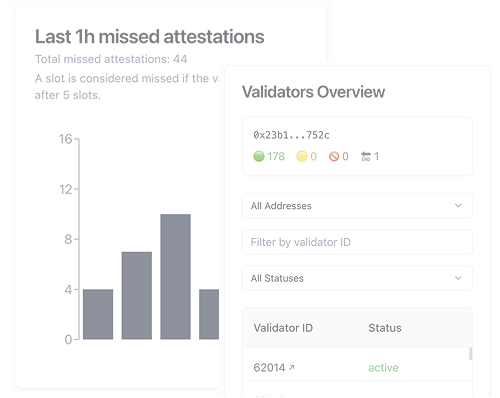 Last 1h missed attestations
Total missed attestations: 44
A slot is considered missed if the v
after 5 slots.
16
12
8
4
0
Validators Overview
0x23b1...752c
178 0 0 END 1
All Addresses
Filter by validator ID
All Statuses
Validator ID Status
62014 ↗ active